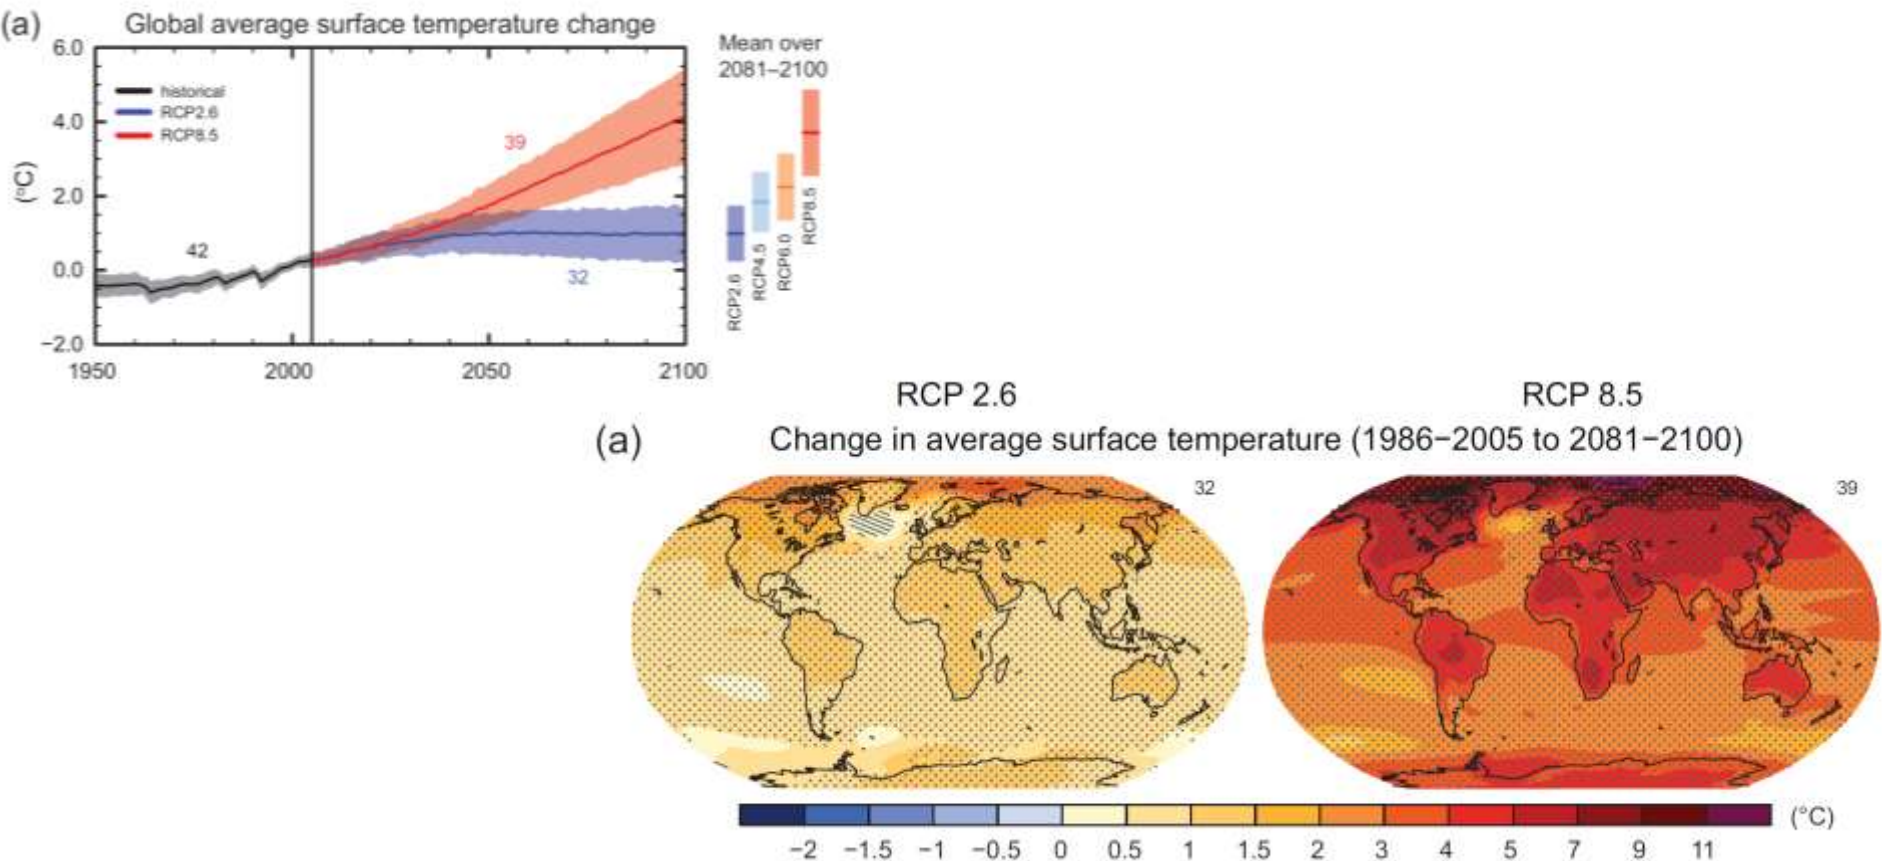 (a) Global average surface temperature change
6.0
4.0
2.0
0.0
−2.0
(°C)
historical
RCP2.6
RCP8.5
42
39
32
1950 2000 2050 2100
Mean over
2081–2100
RCP2.6
RCP4.5
RCP6.0
RCP8.5
RCP 2.6 RCP 8.5
(a) Change in average surface temperature (1986−2005 to 2081−2100)
32 39
−2 −1.5 −1 −0.5 0 0.5 1 1.5 2 3 4 5 7 9 11 (°C)